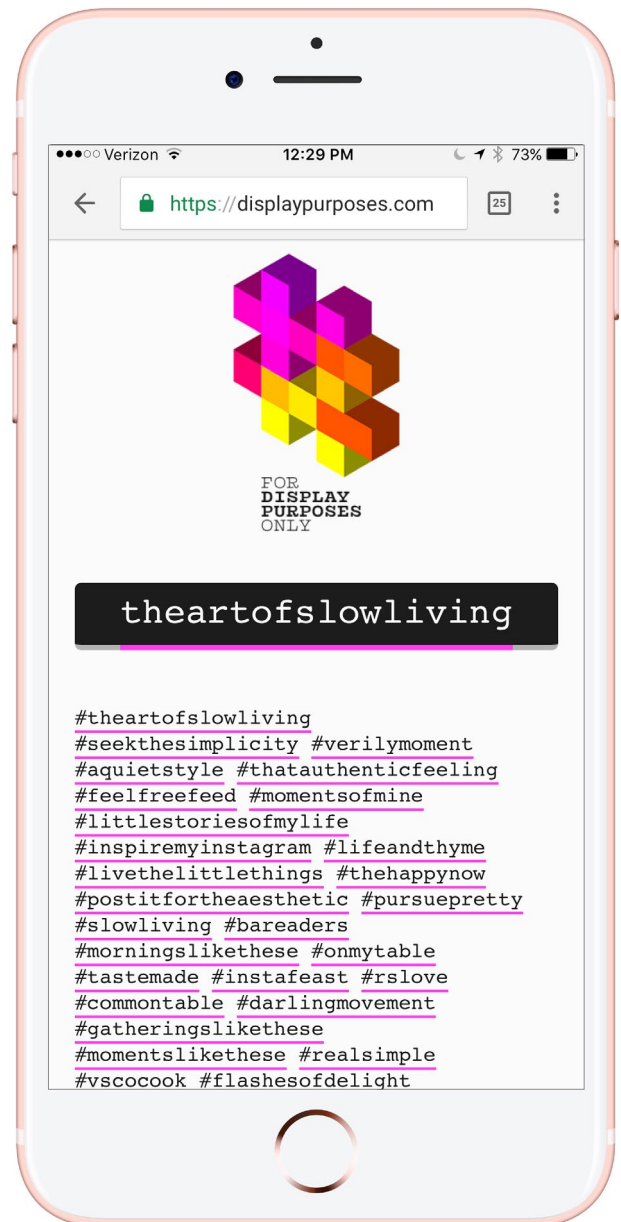 Verizon 12:29 PM 73%
https://displaypurposes.com 25
FOR
DISPLAY
PURPOSES
ONLY
theartofslowliving
#theartofslowliving
#seekthesimplicity #verilymoment
#aquietstyle #thatauthenticfeeling
#feelfreefeed #momentsofmine
#littlestoriesofmylife
#inspiremyinstagram #lifeandthyme
#livethelittlethings #thehappynow
#postitfortheaesthetic #pursuepretty
#slowliving #bareaders
#morningslikethese #onmytable
#tastemade #instafeast #rslove
#commontable #darlingmovement
#gatheringslikethese
#momentslikethese #realsimple
#vscocook #flashesofdelight